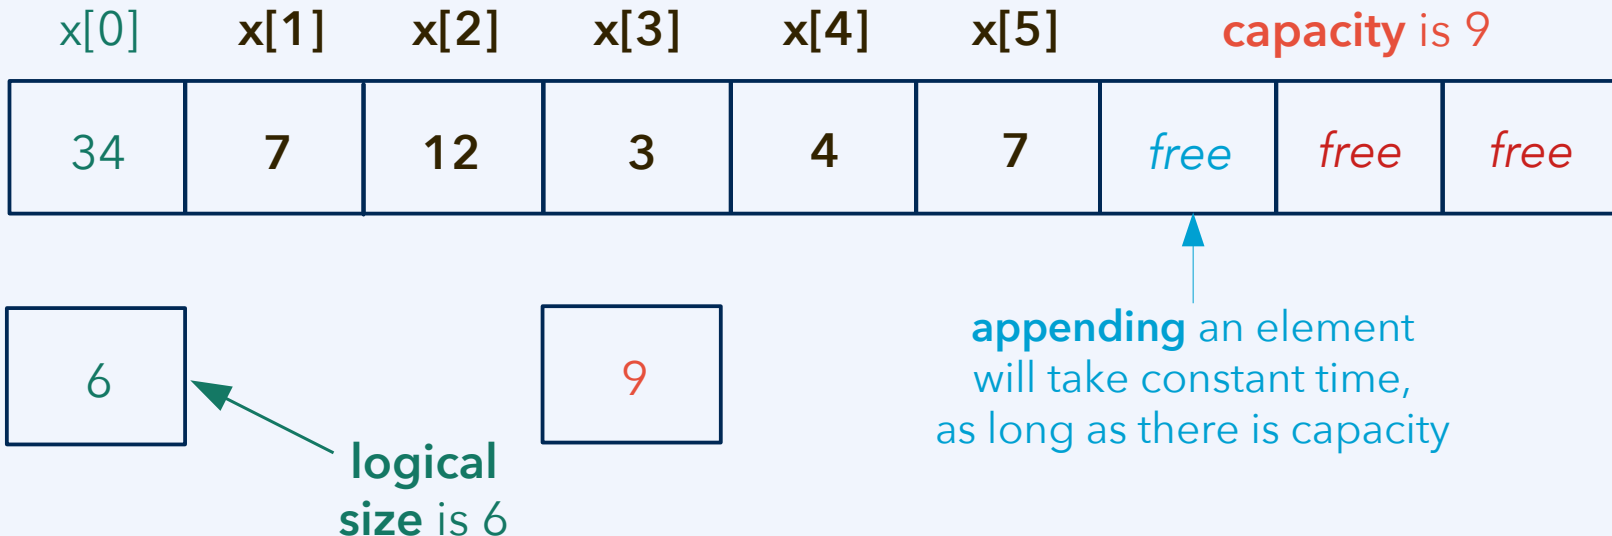 x[0] x[1] x[2] x[3] x[4] x[5] capacity is 9
34 7 12 3 4 7 free free free
6 9
appending an element
will take constant time,
as long as there is capacity
logical
size is 6